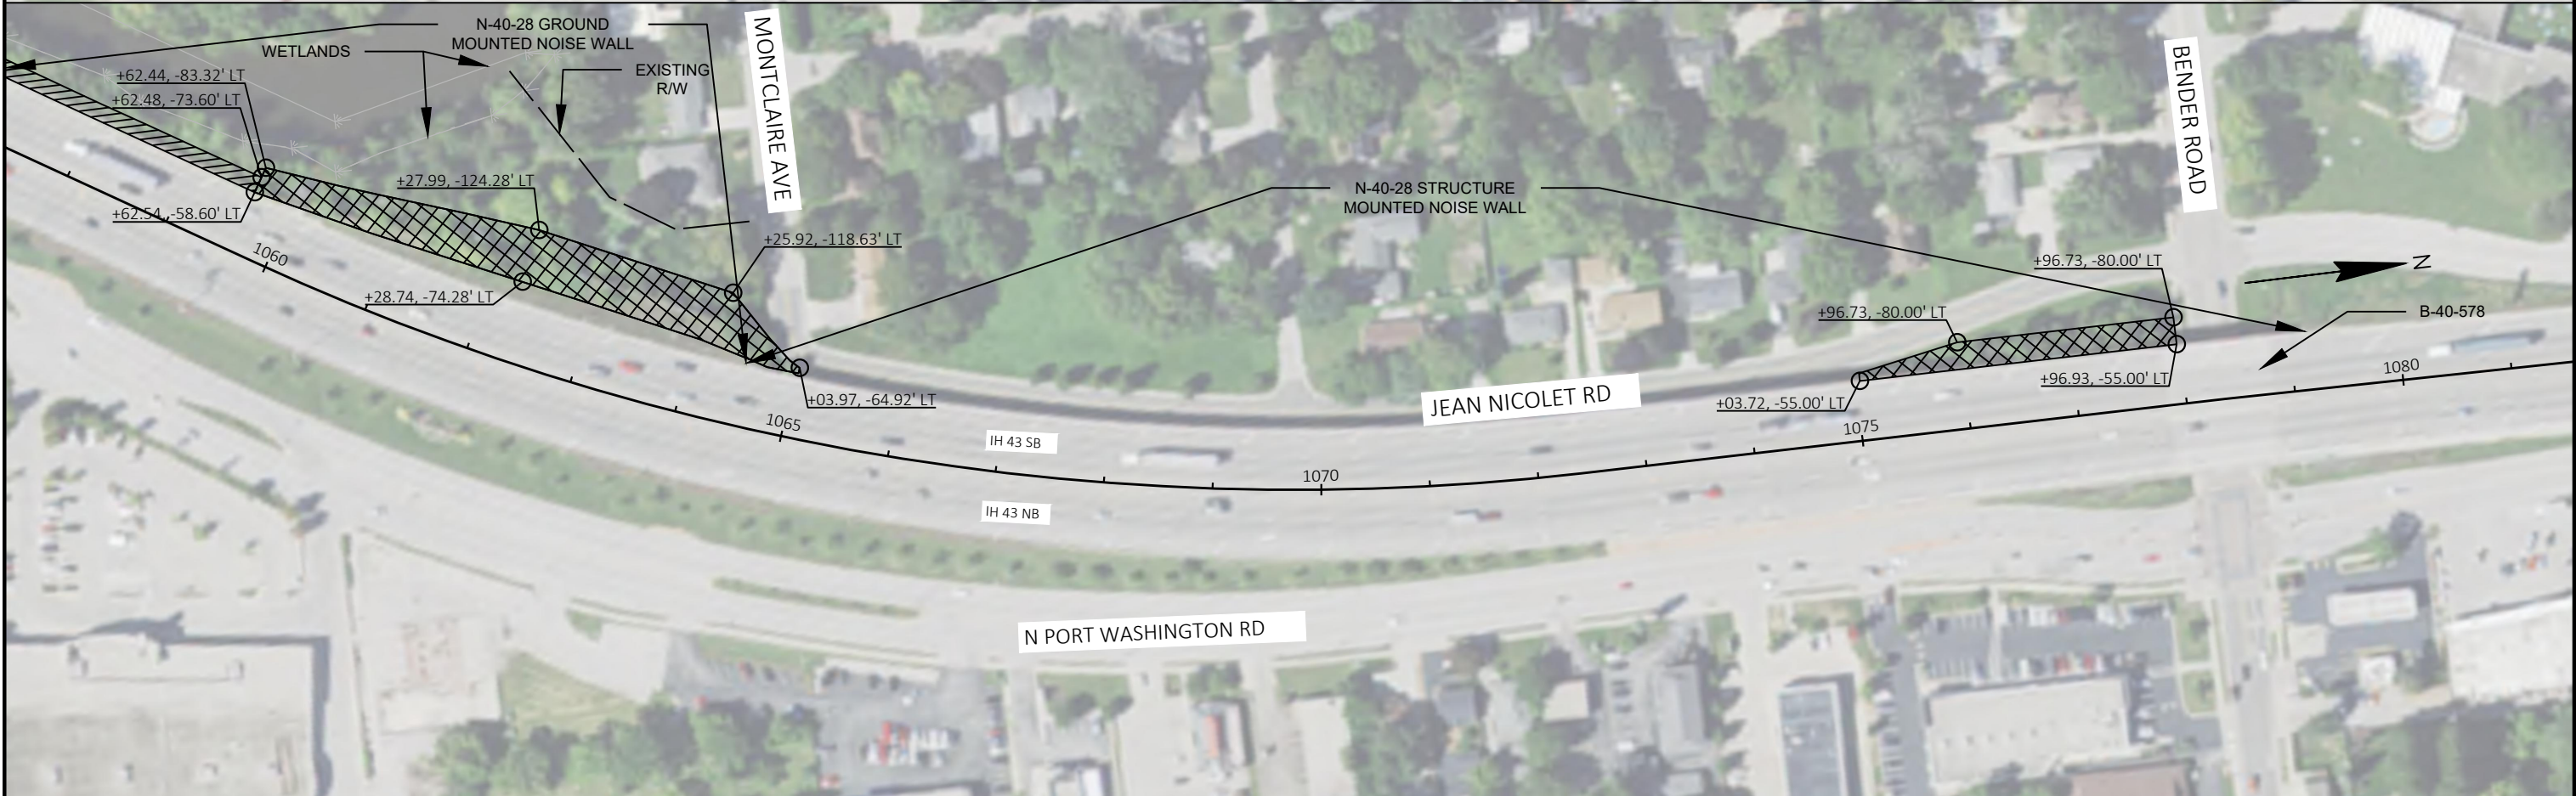 N-40-28 GROUND
MOUNTED NOISE WALL
WETLANDS
EXISTING
R/W
MONTCLAIRE AVE
+62.44, -83.32' LT
+62.48, -73.60' LT
+62.54, -58.60' LT
+27.99, -124.28' LT
+28.74, -74.28' LT
+25.92, -118.63' LT
+03.97, -64.92' LT
N-40-28 STRUCTURE
MOUNTED NOISE WALL
BENDER ROAD
+96.73, -80.00' LT
+96.73, -80.00' LT
N
B-40-578
+96.93, -55.00' LT
+03.72, -55.00' LT
JEAN NICOLET RD
1060
1065
1070
1075
1080
IH 43 SB
IH 43 NB
N PORT WASHINGTON RD